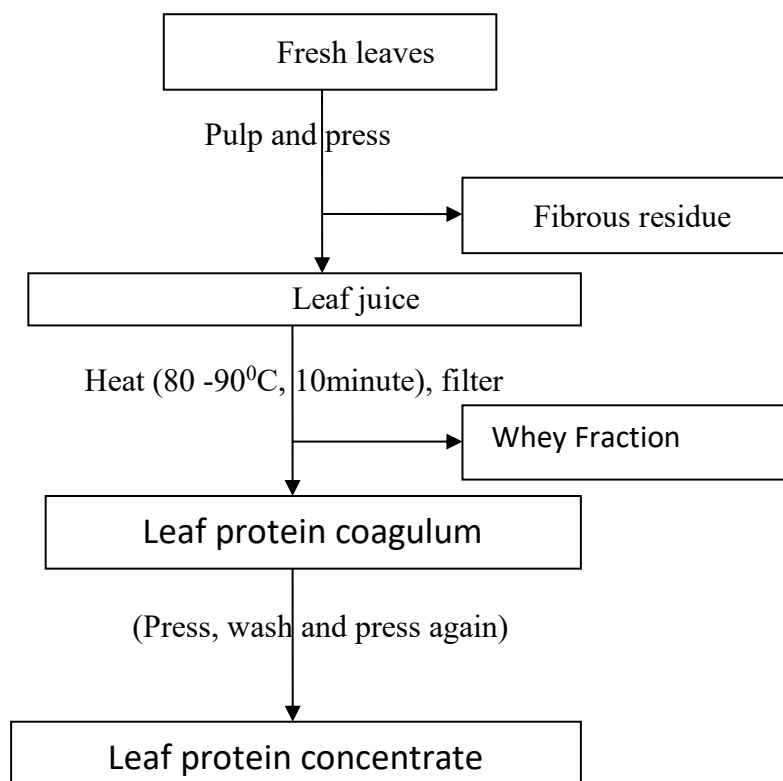 Fresh leaves
Pulp and press
Fibrous residue
Leaf juice
Heat (80 -90⁰C, 10minute), filter
Whey Fraction
Leaf protein coagulum
(Press, wash and press again)
Leaf protein concentrate